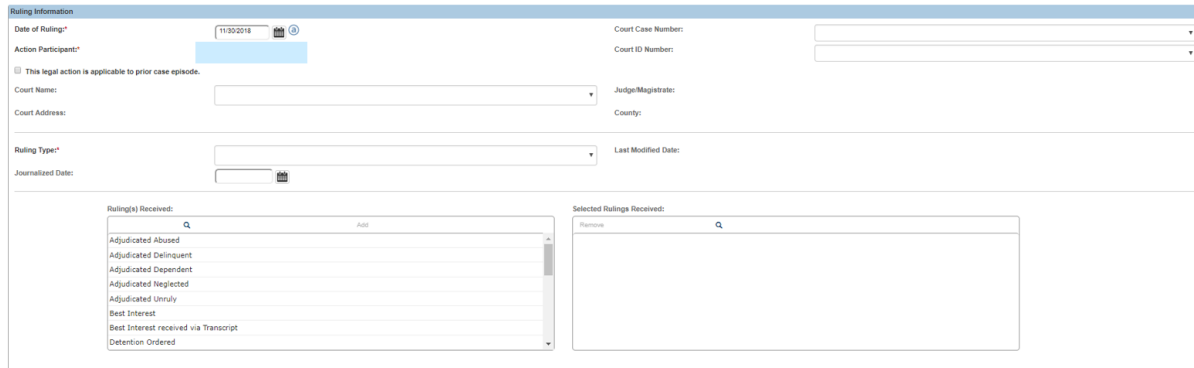 Ruling Information
Date of Ruling:* 11/30/2018 Court Case Number:
Action Participant:* Court ID Number:
This legal action is applicable to prior case episode.
Court Name: Judge/Magistrate:
Court Address: County:
Ruling Type:* Last Modified Date:
Journalized Date:
Ruling(s) Received: Selected Rulings Received:
Add Remove
Adjudicated Abused
Adjudicated Delinquent
Adjudicated Dependent
Adjudicated Neglected
Adjudicated Unruly
Best Interest
Best Interest received via Transcript
Detention Ordered